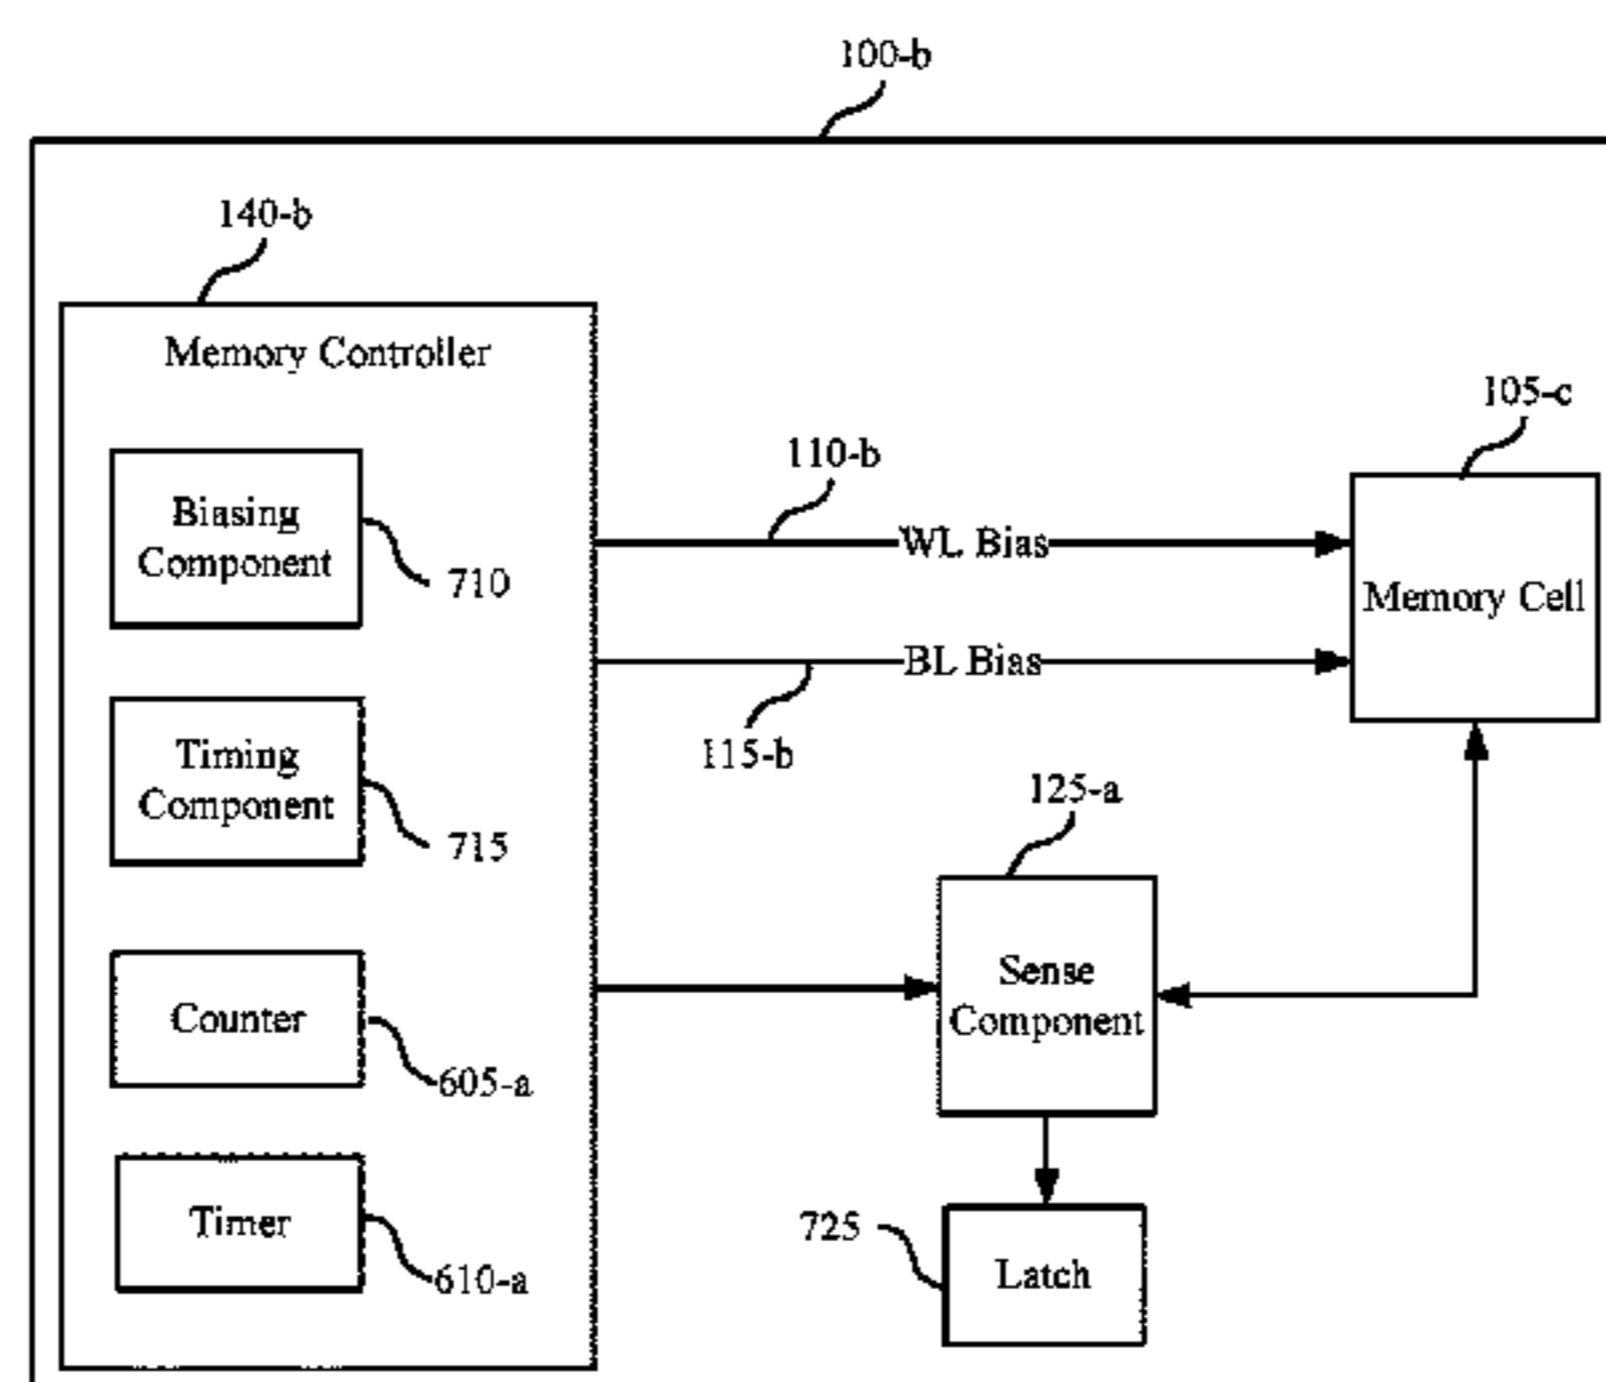 100-b
140-b
Memory Controller
105-c
110-b
Biasing
Component
710
WL Bias
Memory Cell
BL Bias
115-b
Timing
Component
715
125-a
Sense
Component
Counter
605-a
Timer
610-a
725
Latch